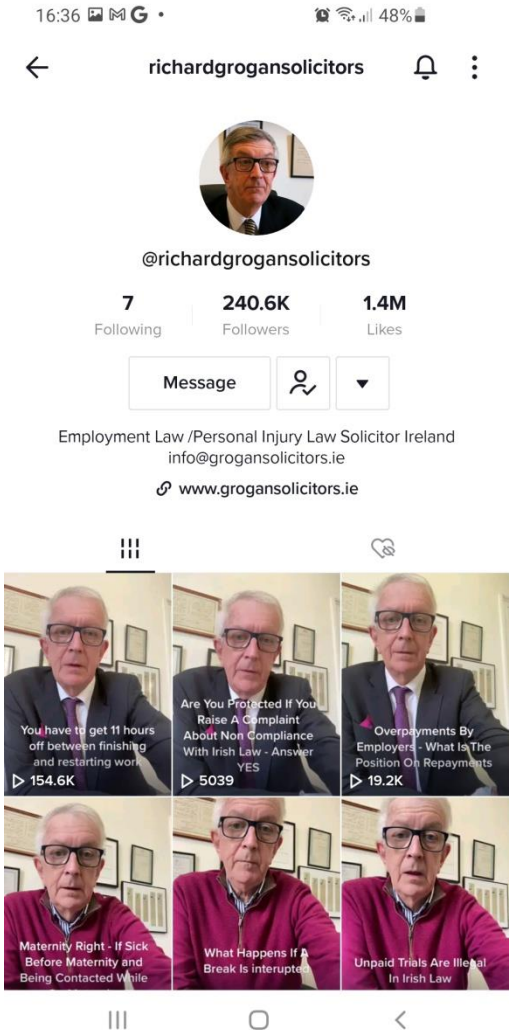 16:36 G • 48%
richardgrogansolicitors
@richardgrogansolicitors
7 240.6K 1.4M
Following Followers Likes
Message
Employment Law /Personal Injury Law Solicitor Ireland
info@grogansolicitors.ie
www.grogansolicitors.ie
You have to get 11 hours
off between finishing
and restarting work
154.6K
Are You Protected If You
Raise A Complaint
About Non Compliance
With Irish Law - Answer
YES
5039
Overpayments By
Employers - What Is The
Position On Repayments
19.2K
Maternity Right - If Sick
Before Maternity and
Being Contacted While
What Happens If A
Break Is interupted
Unpaid Trials Are Illegal
In Irish Law